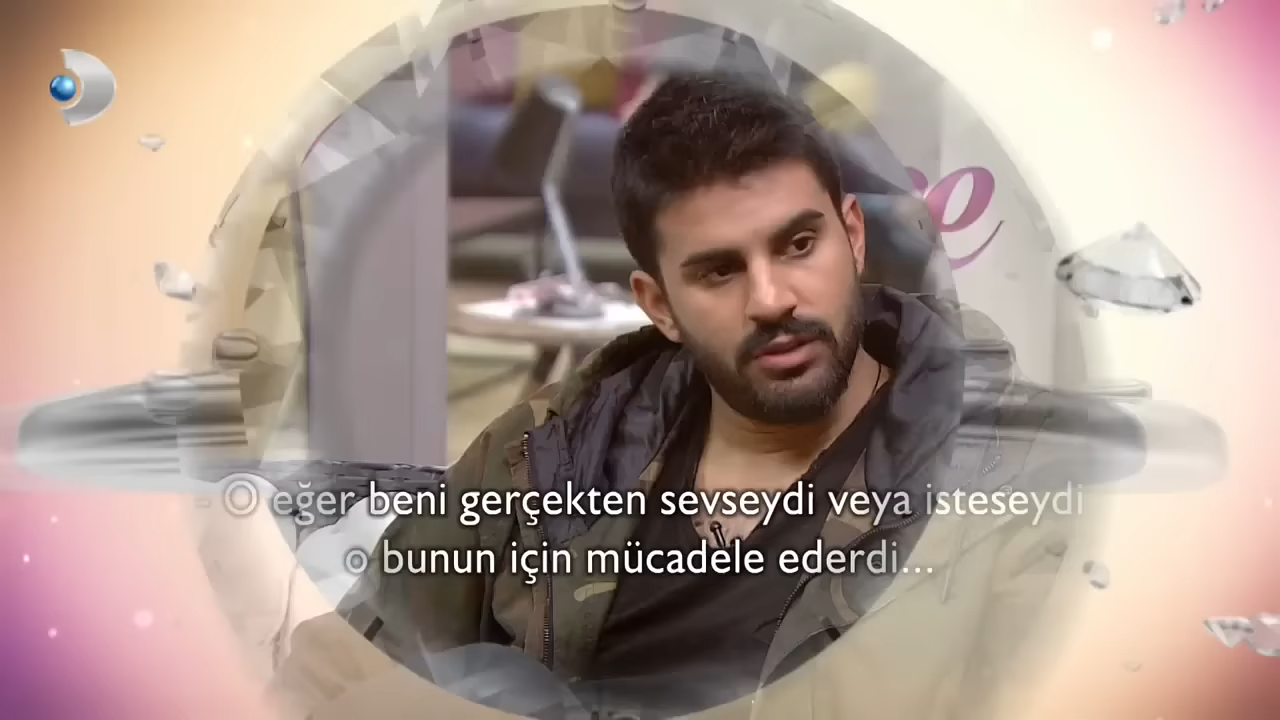 - O eğer beni gerçekten sevseydi veya isteseydi
o bunun için mücadele ederdi...